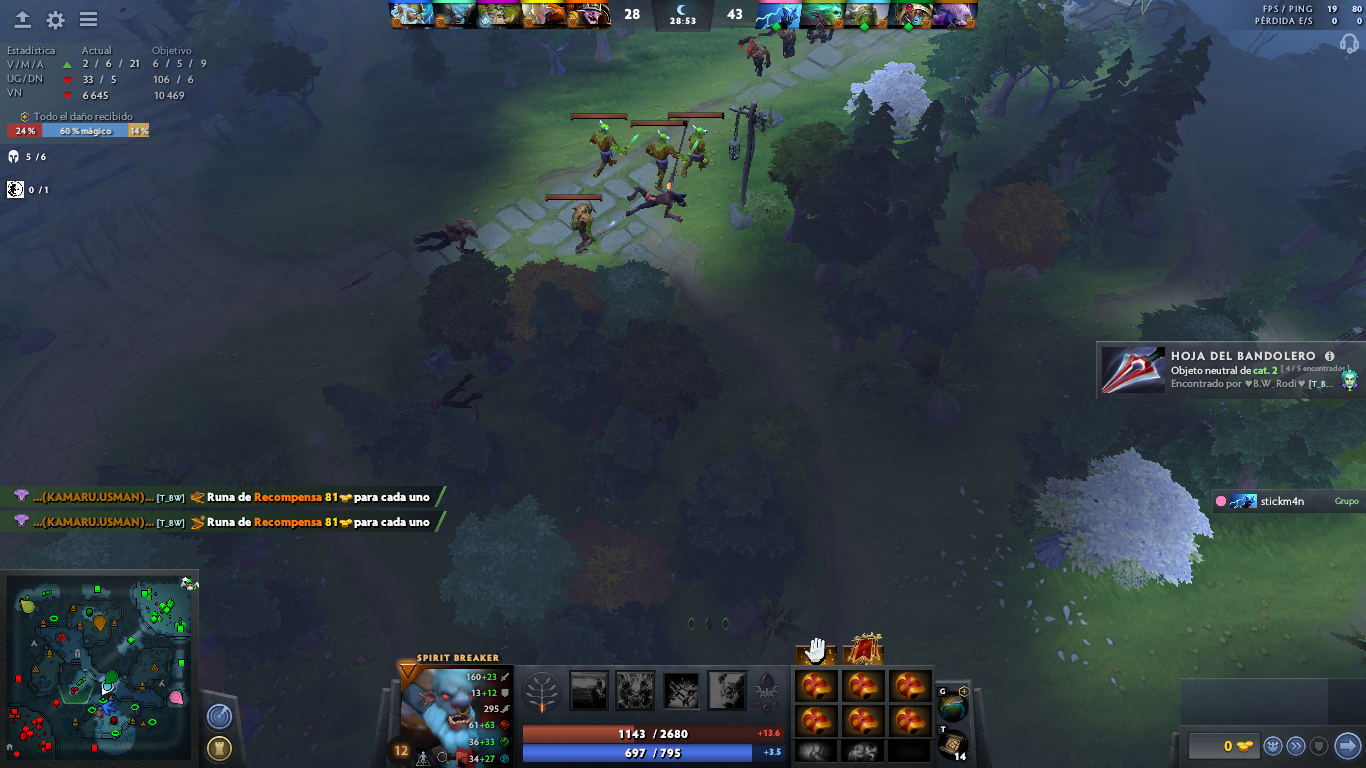 28
28:53
43
FPS / PING 19 80
PÉRDIDA E/S 0 0
Estadística Actual Objetivo
V/M/A 2 / 6 / 21 6 / 5 / 9
UG/DN 33 / 5 106 / 6
VN 6 645 10 469
Todo el daño recibido
24 % 60 % mágico 14 %
5 / 6
0 / 1
HOJA DEL BANDOLERO
Objeto neutral de cat. 2 [ 4 / 5 encontrados ]
Encontrado por ♥B.W_Rodi♥ [T_B...
...(KAMARU.USMAN)... [T_BW] Runa de Recompensa 81 para cada uno
stickm4n Grupo
...(KAMARU.USMAN)... [T_BW] Runa de Recompensa 81 para cada uno
SPIRIT BREAKER
160+23
13+12
295
61+63
36+33
34+27
12
1143 / 2680 +13.6
697 / 795 +3.5
G
T
14
0